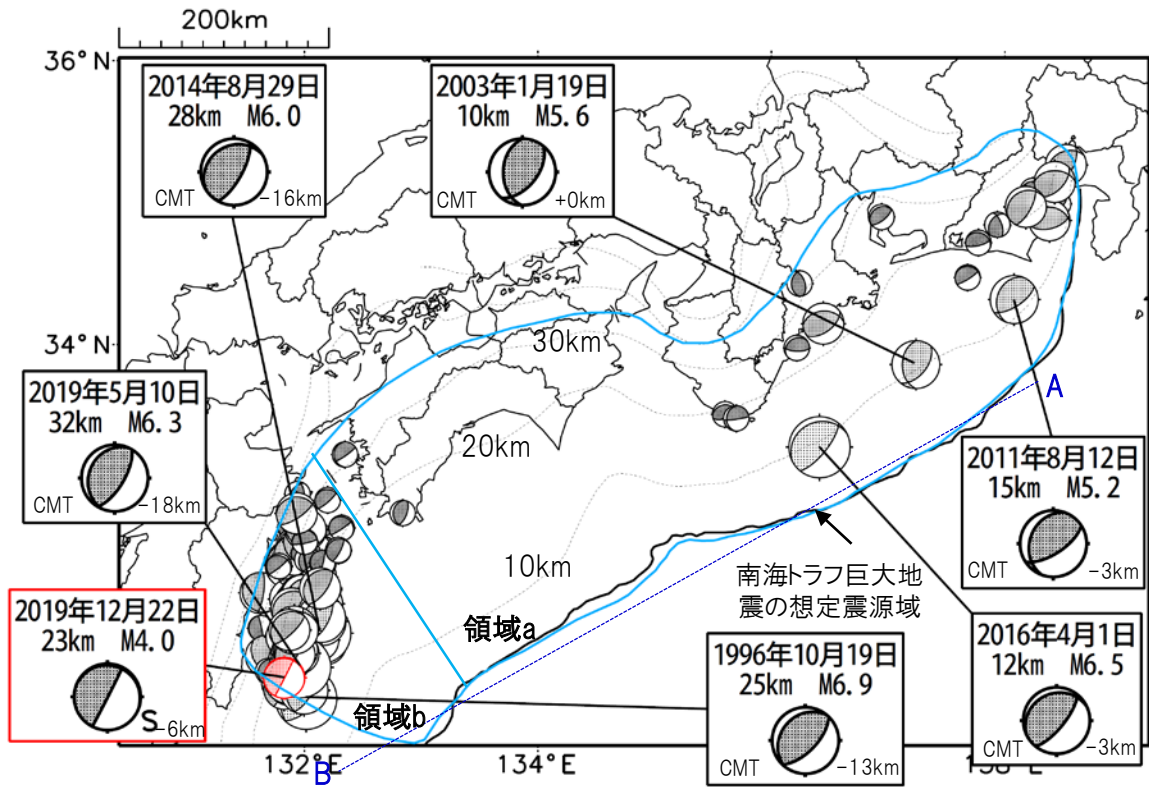 200km
36°N
2014年8月29日
28km M6.0
CMT
-16km
2003年1月19日
10km M5.6
CMT
+0km
34°N
30km
2019年5月10日
32km M6.3
CMT
-18km
20km
A
2011年8月12日
15km M5.2
CMT
-3km
10km
南海トラフ巨大地
震の想定震源域
2019年12月22日
23km M4.0
S
-6km
領域a
領域b
1996年10月19日
25km M6.9
CMT
-13km
2016年4月1日
12km M6.5
CMT
-3km
132°E
B
134°E